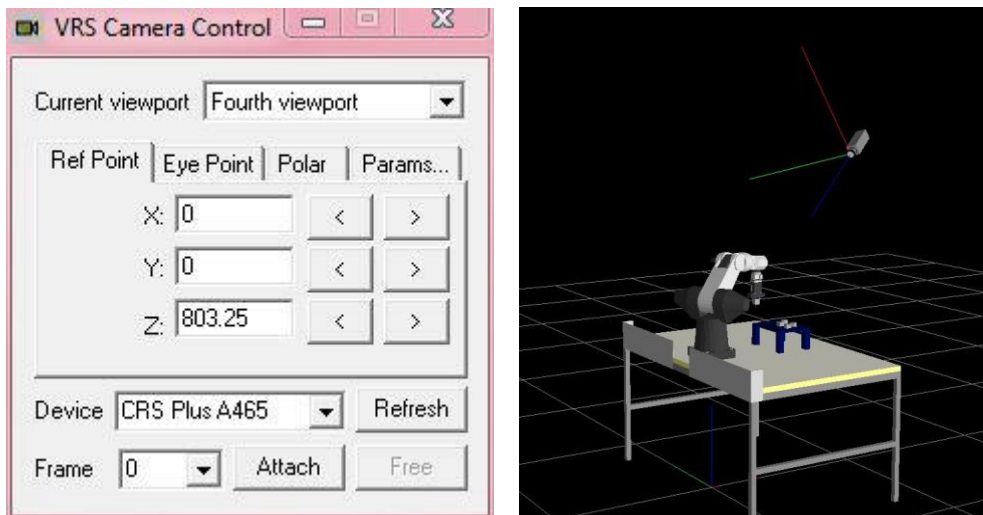 VRS Camera Control
Current viewport Fourth viewport
Ref Point Eye Point Polar Params...
X: 0 < >
Y: 0 < >
Z: 803.25 < >
Device CRS Plus A465 Refresh
Frame 0 Attach Free